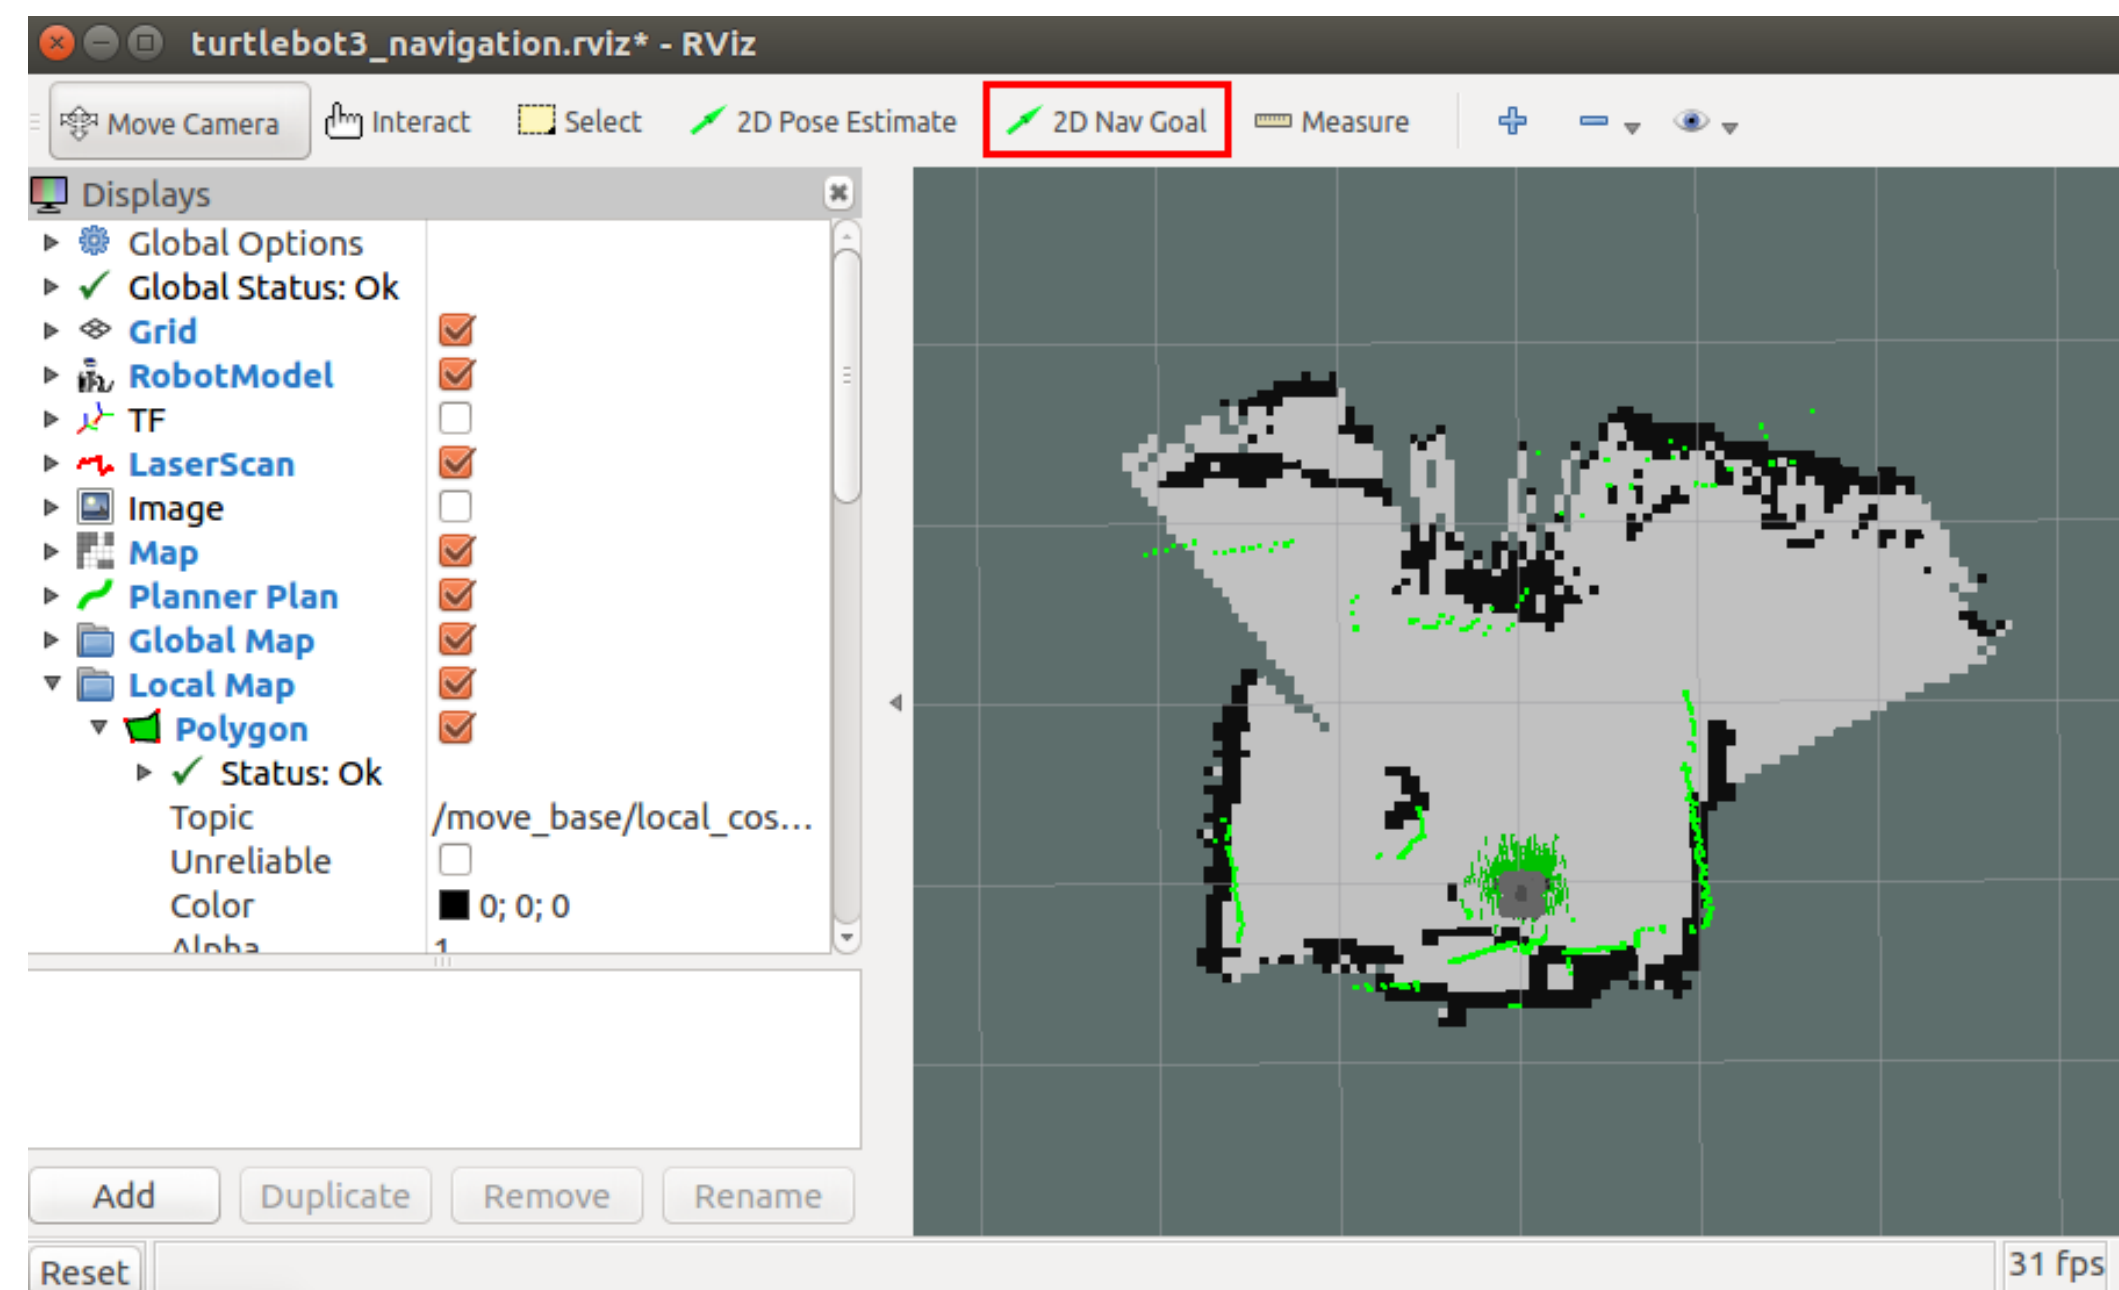 turtlebot3_navigation.rviz* - RViz
Move Camera Interact Select 2D Pose Estimate 2D Nav Goal Measure
Displays
Global Options
Global Status: Ok
Grid
RobotModel
TF
LaserScan
Image
Map
Planner Plan
Global Map
Local Map
Polygon
Status: Ok
Topic /move_base/local_cos...
Unreliable
Color 0; 0; 0
Alpha 1
Add Duplicate Remove Rename
Reset 31 fps